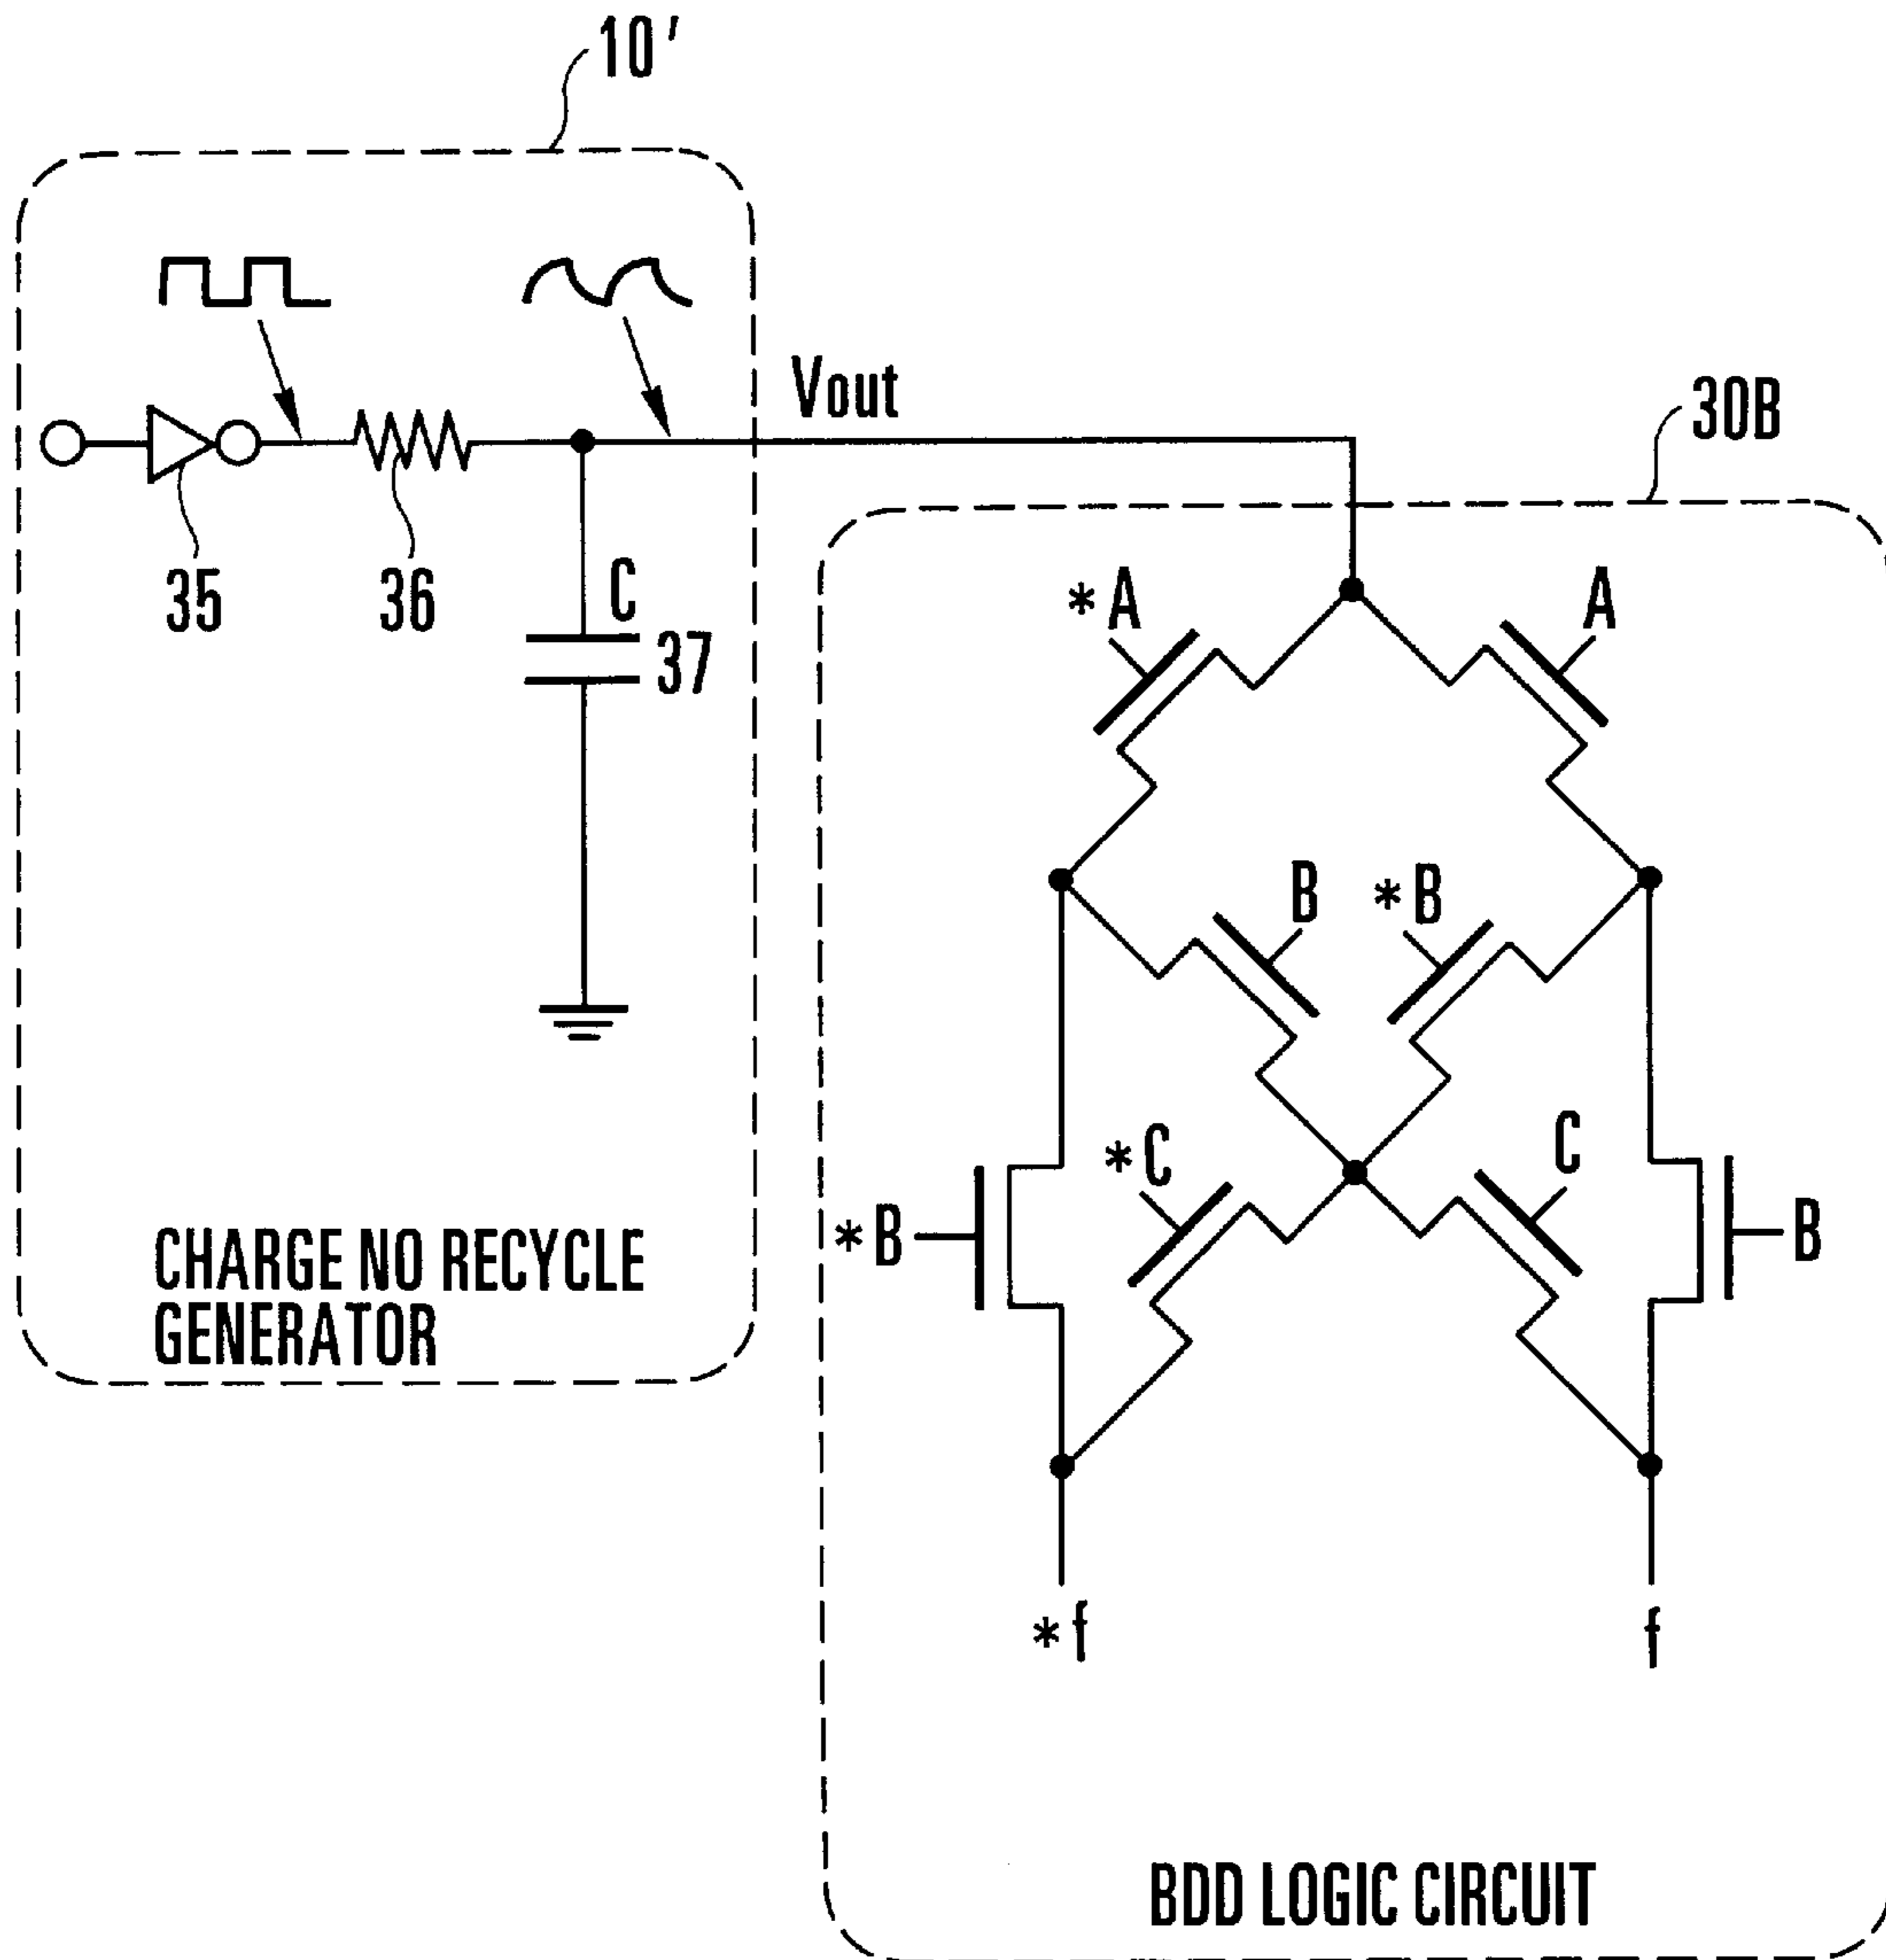 10'
Vout
30B
35
36
C
37
*A
A
B
*B
*C
C
*B
B
CHARGE NO RECYCLE
GENERATOR
*f
f
BDD LOGIC CIRCUIT